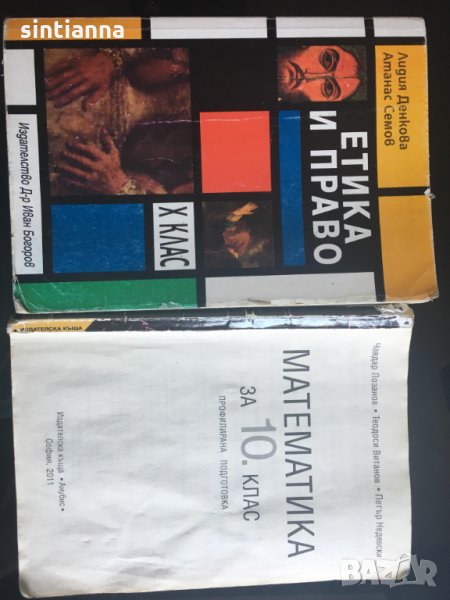 sintianna
Лидия Денкова
Атанас Семов
ЕТИКА
И ПРАВО
X КЛАС
Издателство Д-р Иван Богоров
ИЗДАТЕЛСКА КЪЩА
Чавдар Лозанов • Теодоси Витанов • Петър Недевски
МАТЕМАТИКА
ЗА 10. КЛАС
ПРОФИЛИРАНА ПОДГОТОВКА
Издателска къща • Анубис •
София, 2011
BAZAR